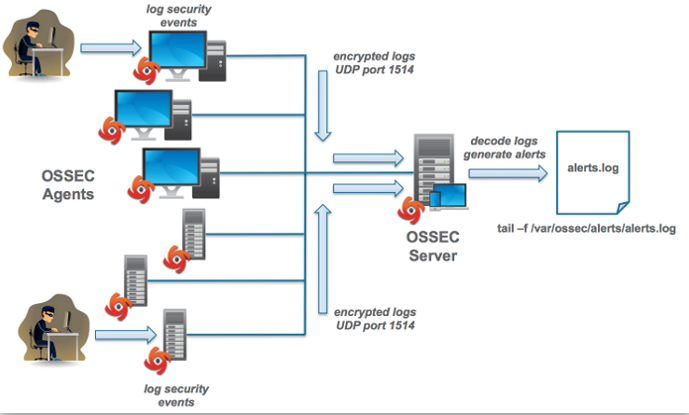 log security
events
encrypted logs
UDP port 1514
OSSEC
Agents
decode logs
generate alerts
alerts.log
tail –f /var/ossec/alerts/alerts.log
OSSEC
Server
encrypted logs
UDP port 1514
log security
events